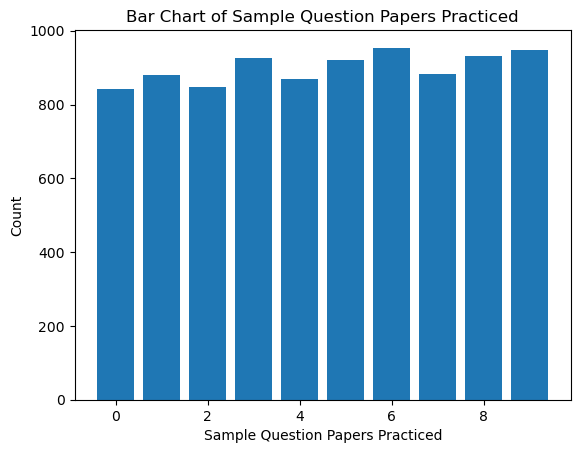 Bar Chart of Sample Question Papers Practiced
1000
800
600
400
200
0
Count
0 2 4 6 8
Sample Question Papers Practiced